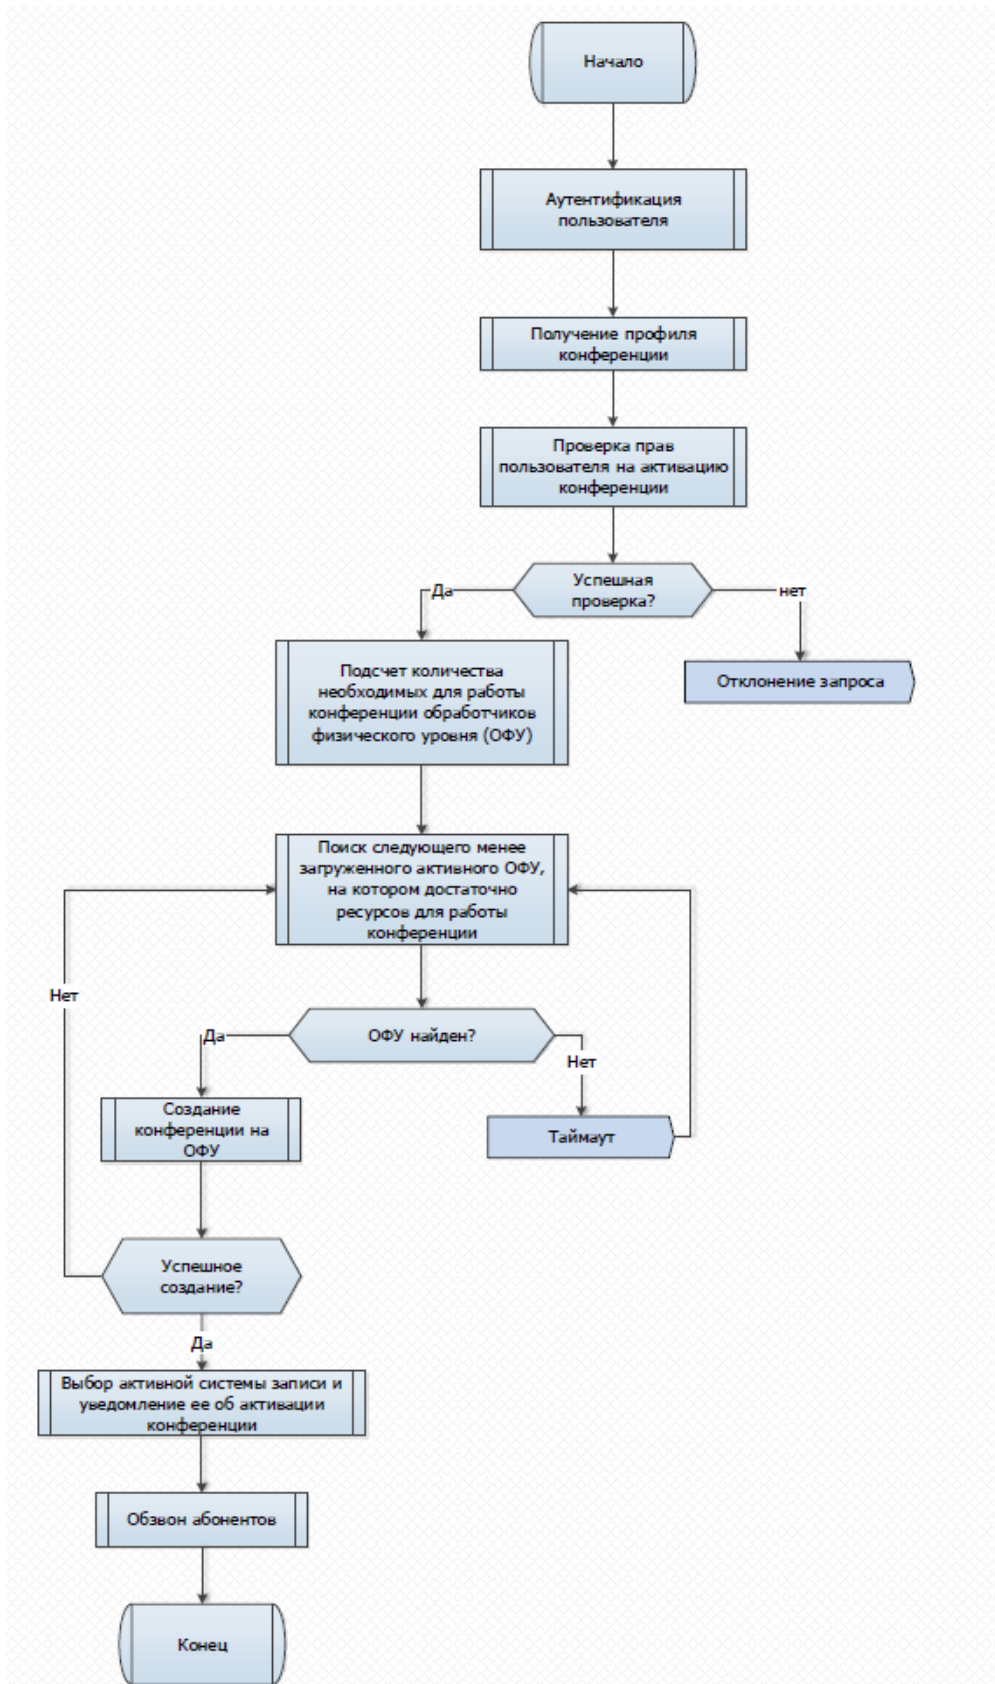 Начало
Аутентификация
пользователя
Получение профиля
конференции
Проверка прав
пользователя на активацию
конференции
Успешная
проверка?
Да
нет
Подсчет количества
необходимых для работы
конференции обработчиков
физического уровня (ОФУ)
Отклонение запроса
Поиск следующего менее
загруженного активного ОФУ,
на котором достаточно
ресурсов для работы
конференции
Нет
ОФУ найден?
Да
Нет
Создание
конференции на
ОФУ
Таймаут
Успешное
создание?
Да
Выбор активной системы записи и
уведомление ее об активации
конференции
Обзвон абонентов
Конец